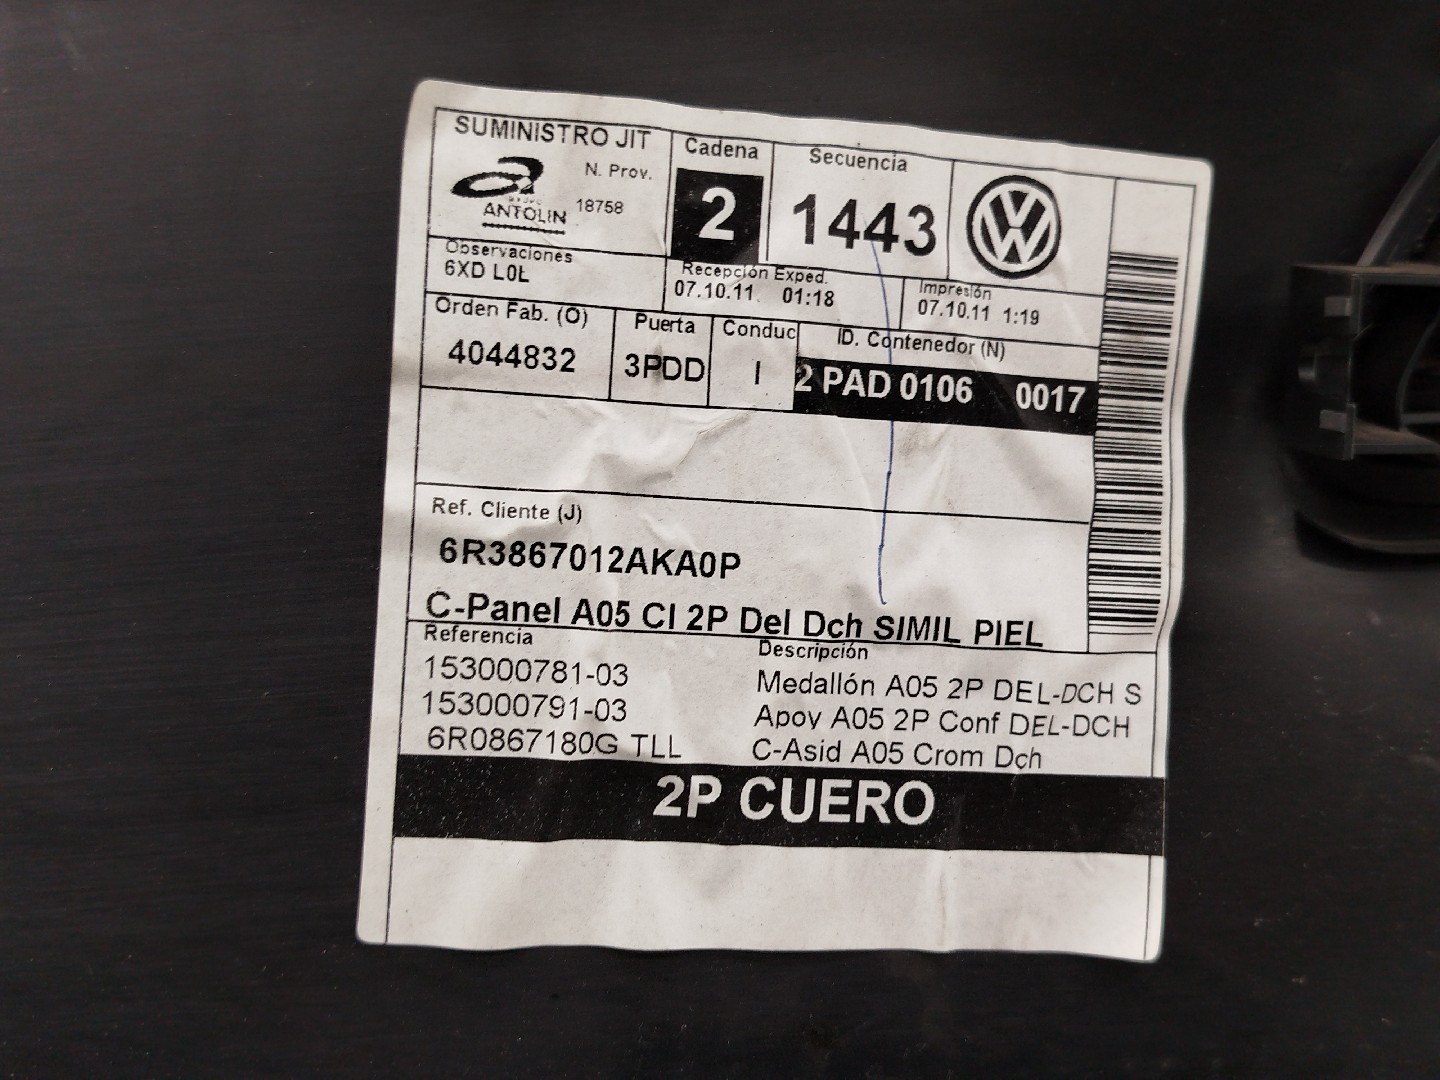 SUMINISTRO JIT
GRUPO
ANTOLIN
N. Prov.
18758
Cadena
2
Secuencia
1443
VW
Observaciones
6XD L0L
Recepción Exped.
07.10.11 01:18
Impresión
07.10.11 1:19
Orden Fab. (O)
4044832
Puerta
3PDD
Conduc
I
ID. Contenedor (N)
2 PAD 0106 0017
Ref. Cliente (J)
6R3867012AKA0P
C-Panel A05 CI 2P Del Dch SIMIL PIEL
Referencia Descripción
153000781-03 Medallón A05 2P DEL-DCH S
153000791-03 Apoy A05 2P Conf DEL-DCH
6R0867180G TLL C-Asid A05 Crom Dch
2P CUERO